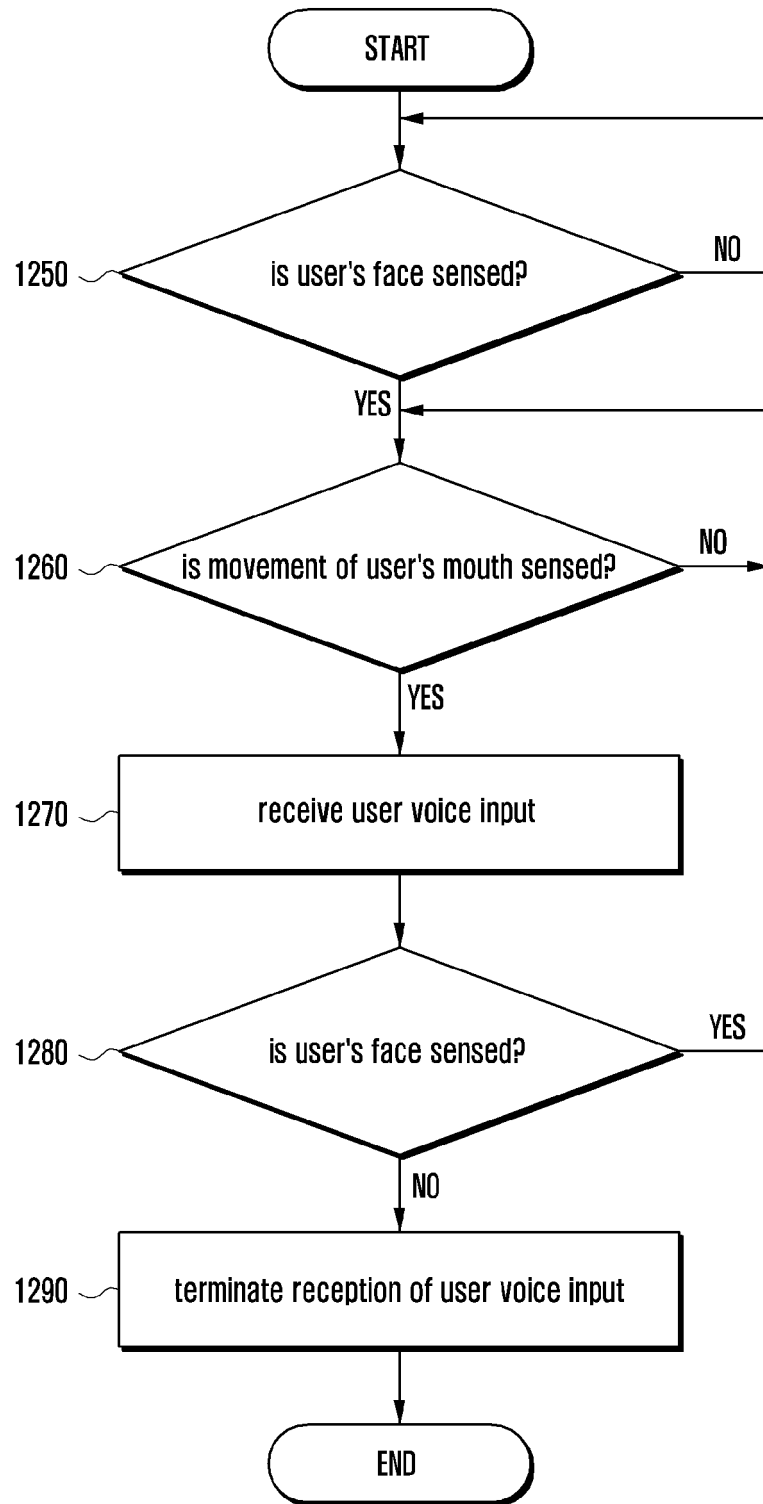 START
1250
is user's face sensed?
NO
YES
1260
is movement of user's mouth sensed?
NO
YES
1270
receive user voice input
1280
is user's face sensed?
YES
NO
1290
terminate reception of user voice input
END